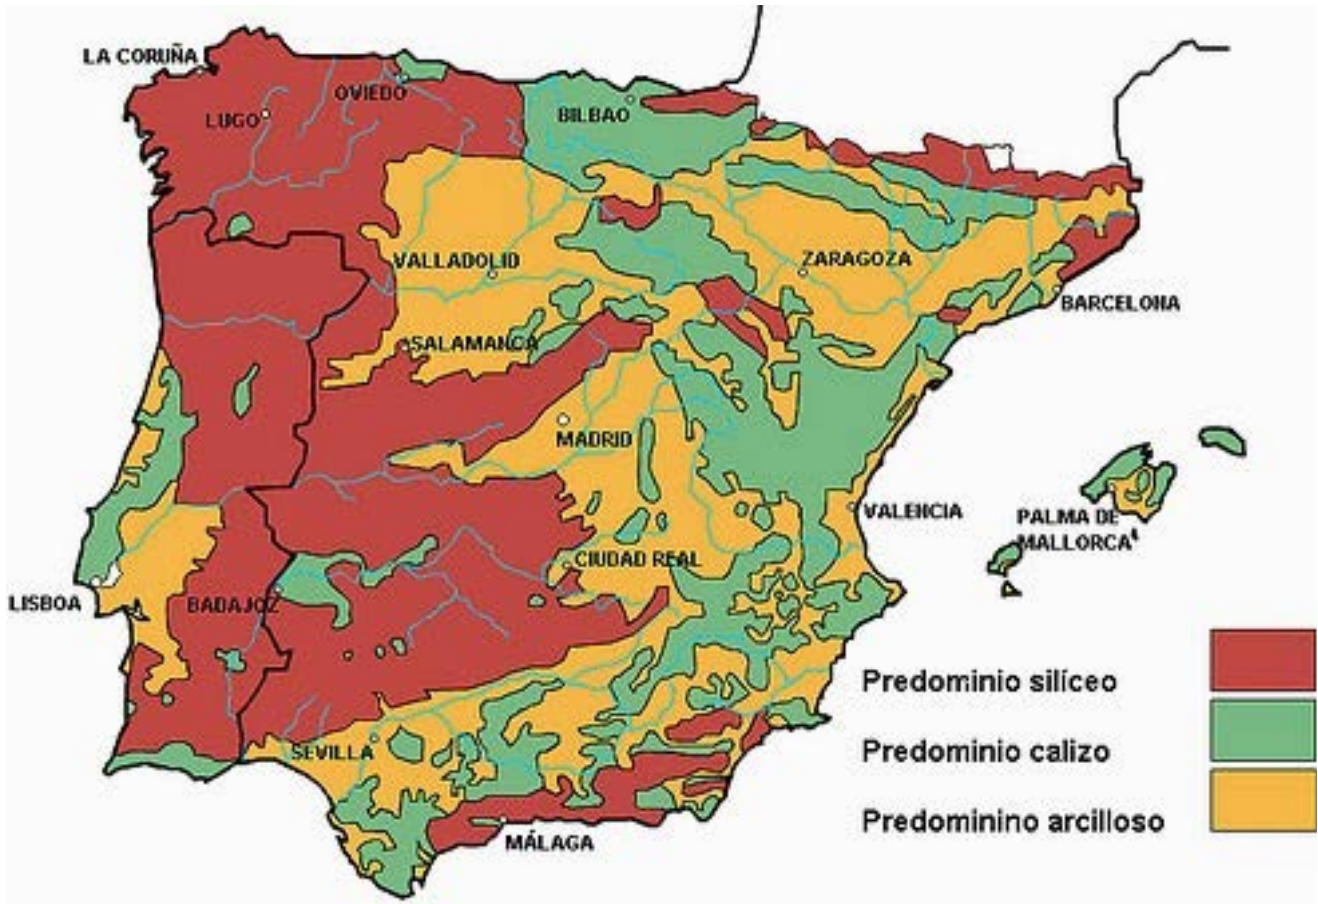 LA CORUÑA
OVIEDO
LUGO
BILBAO
VALLADOLID
ZARAGOZA
BARCELONA
SALAMANCA
MADRID
VALENCIA
PALMA DE
MALLORCA
CIUDAD REAL
LISBOA
BADAJOZ
SEVILLA
MÁLAGA
Predominio silíceo
Predominio calizo
Predominino arcilloso